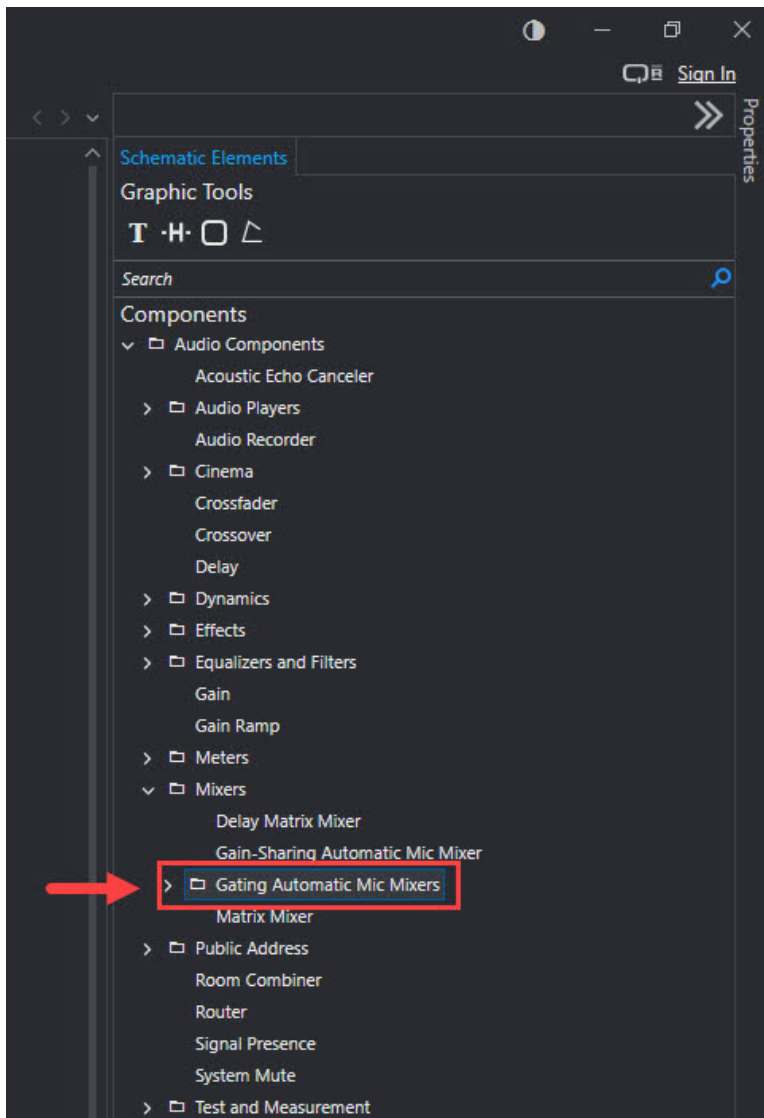 Sign In
Properties
Schematic Elements
Graphic Tools
T ·H·
Search
Components
Audio Components
Acoustic Echo Canceler
Audio Players
Audio Recorder
Cinema
Crossfader
Crossover
Delay
Dynamics
Effects
Equalizers and Filters
Gain
Gain Ramp
Meters
Mixers
Delay Matrix Mixer
Gain-Sharing Automatic Mic Mixer
Gating Automatic Mic Mixers
Matrix Mixer
Public Address
Room Combiner
Router
Signal Presence
System Mute
Test and Measurement